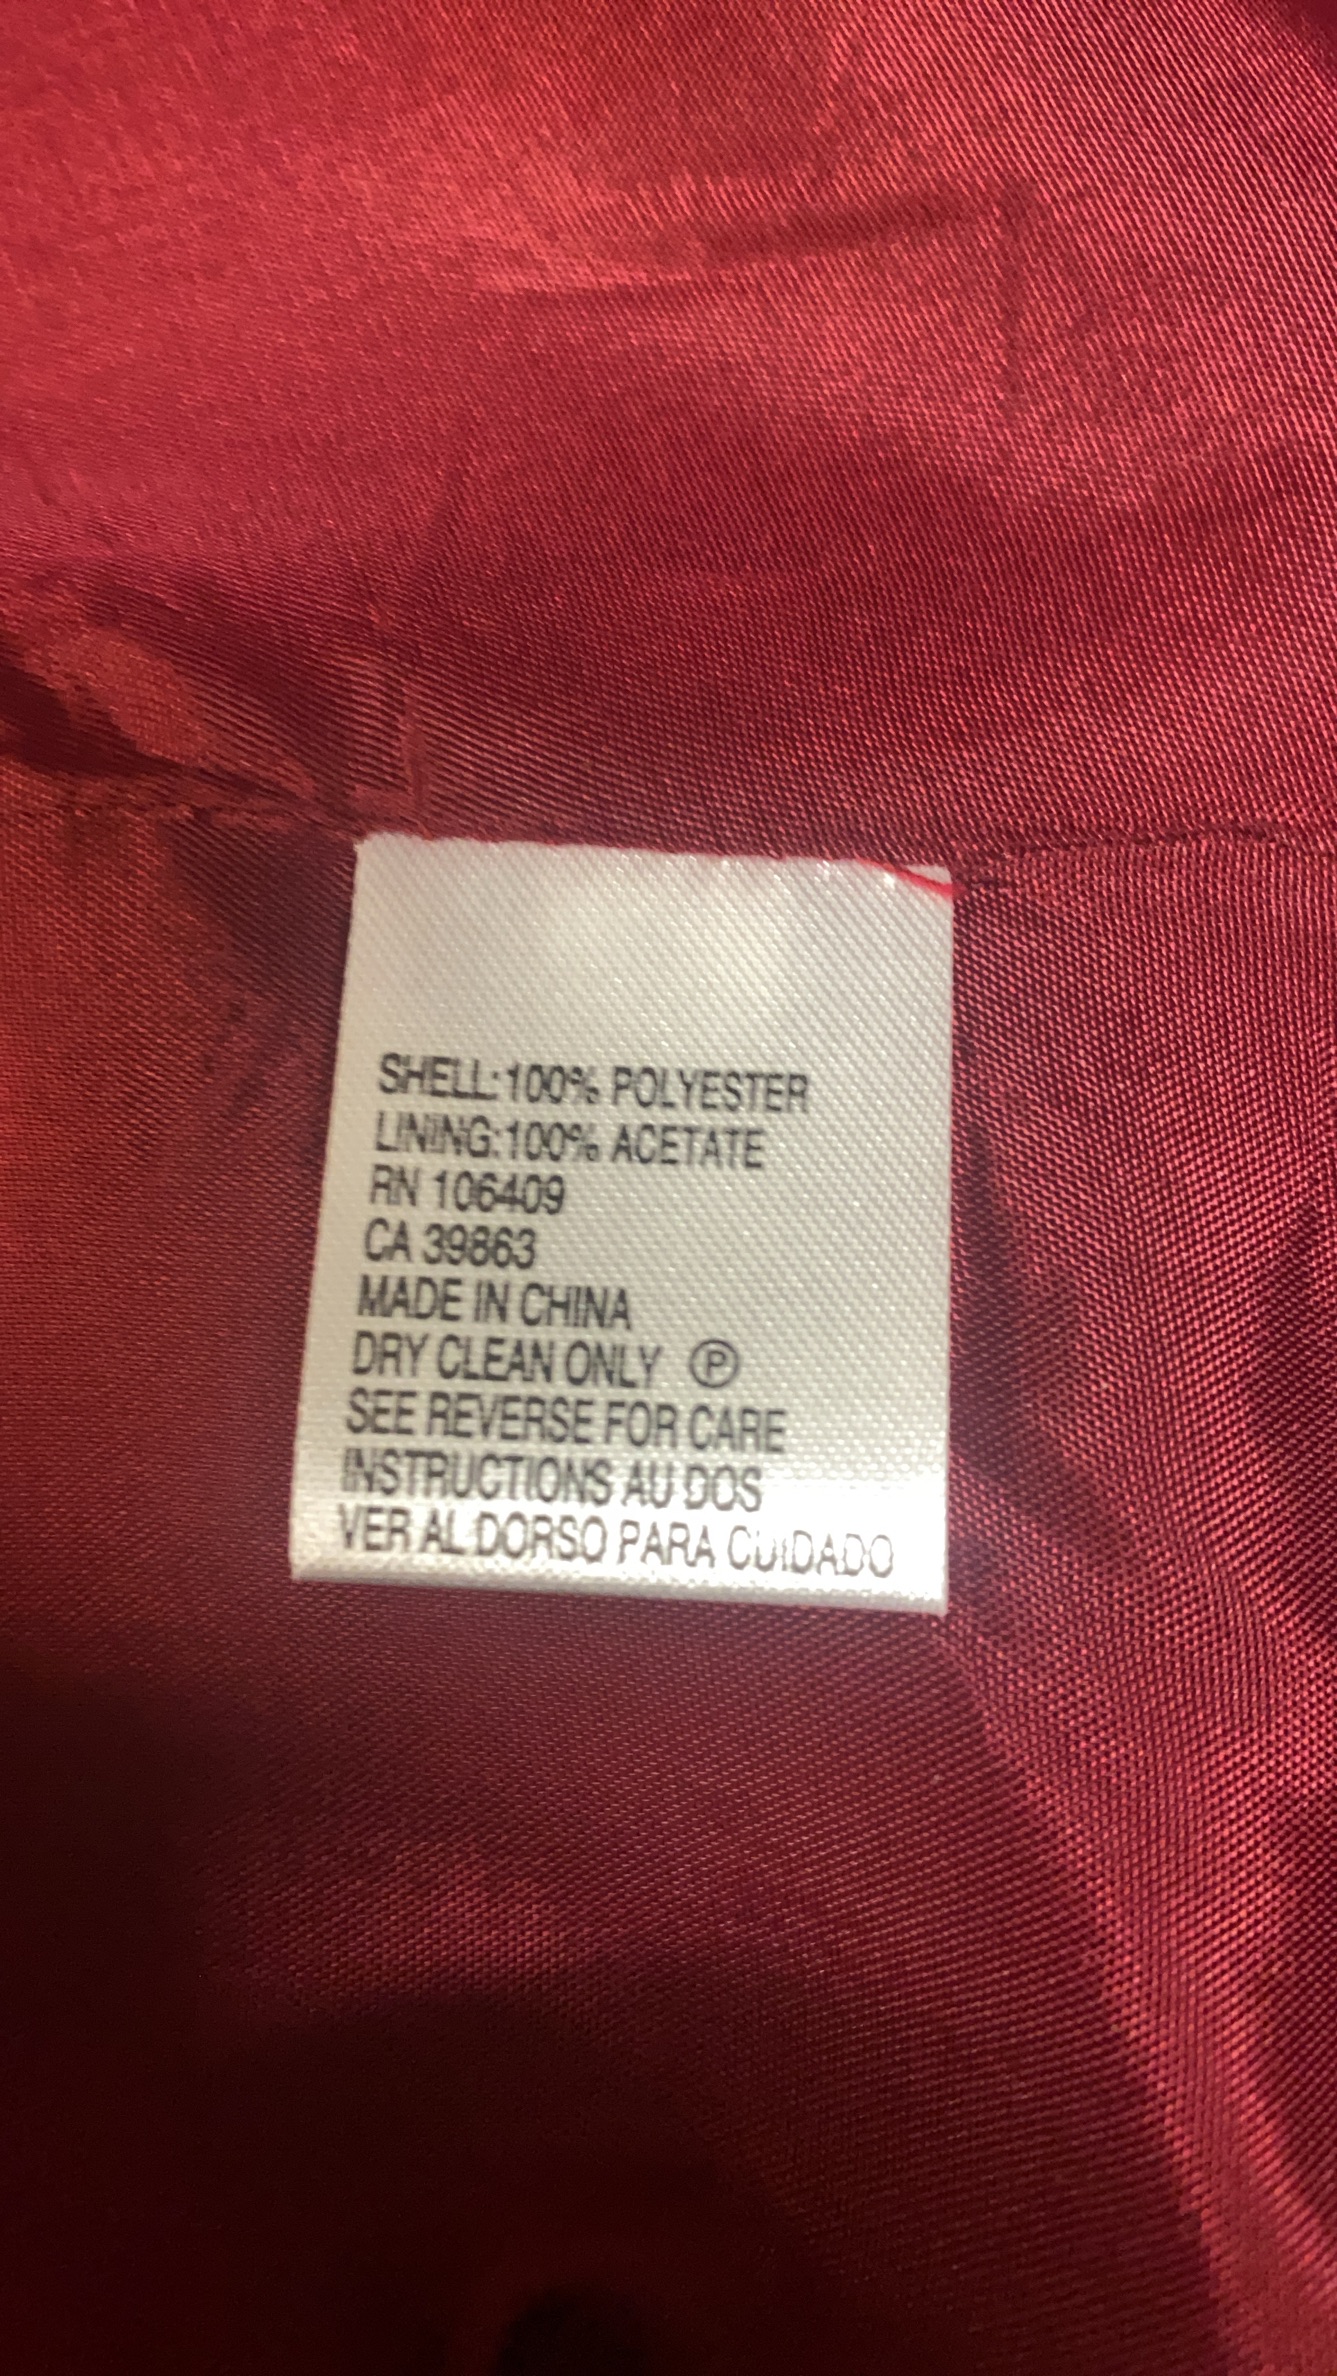 SHELL:100% POLYESTER
LINING:100% ACETATE
RN 106409
CA 39863
MADE IN CHINA
DRY CLEAN ONLY Ⓟ
SEE REVERSE FOR CARE
INSTRUCTIONS AU DOS
VER AL DORSO PARA CUIDADO